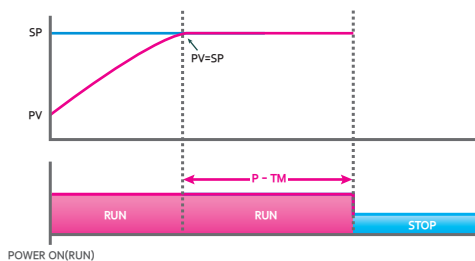 SP
PV=SP
PV
P - TM
RUN
RUN
STOP
POWER ON(RUN)